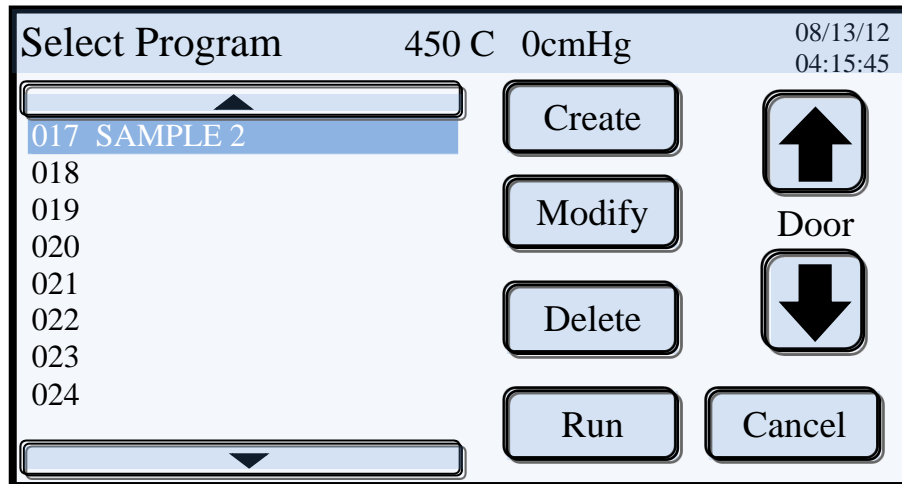 Select Program 450 C 0cmHg 08/13/12
04:15:45
017 SAMPLE 2
018
019
020
021
022
023
024
Create
Modify
Delete
Run
Door
Cancel